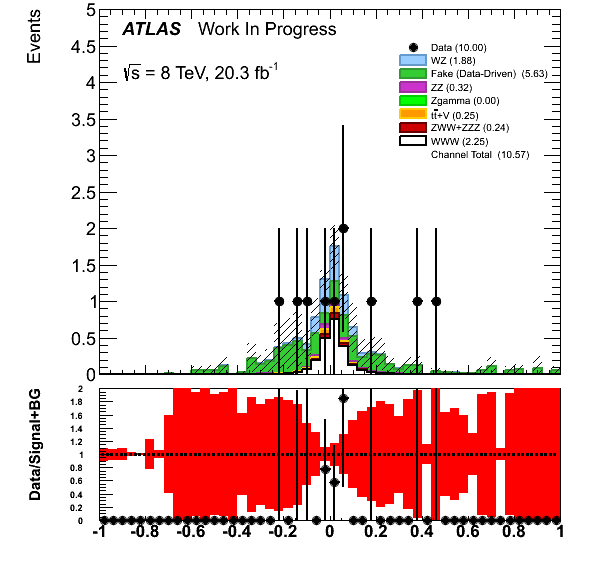 Events
5
4.5
4
3.5
3
2.5
2
1.5
1
0.5
0
ATLAS Work In Progress
√s = 8 TeV, 20.3 fb⁻¹
Data (10.00)
WZ (1.88)
Fake (Data-Driven) (5.63)
ZZ (0.32)
Zgamma (0.00)
tt̄+V (0.25)
ZWW+ZZZ (0.24)
WWW (2.25)
Channel Total (10.57)
Data/Signal+BG
2
1.8
1.6
1.4
1.2
1
0.8
0.6
0.4
0.2
0
-1 -0.8 -0.6 -0.4 -0.2 0 0.2 0.4 0.6 0.8 1